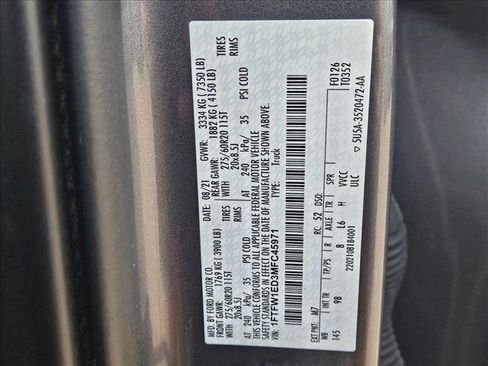 MFD. BY FORD MOTOR CO.
DATE: 08/21 GVWR: 3334 KG ( 7350 LB)
FRONT GAWR: 1769 KG (3900 LB) 1882 KG ( 4150 LB)
WITH 275/60R20 115T TIRES WITH 275/60R20 115T TIRES
20x8.5J RIMS 20x8.5J RIMS
AT 240 kPa/ 35 PSI COLD AT 240 kPa/ 35 PSI COLD
THIS VEHICLE CONFORMS TO ALL APPLICABLE FEDERAL MOTOR VEHICLE
SAFETY STANDARDS IN EFFECT ON THE DATE OF MANUFACTURE SHOWN ABOVE.
VIN: 1FTFW1ED3MFC45971
TYPE: Truck
F0126
T0352
EXT PNT: M7 RC: 52 DSO:
WB INT TR TP/PS R AXLE TR SPR
145 9B 8 L6 H VVCC
ULC
2202108184001 5U5A-3520472-AA